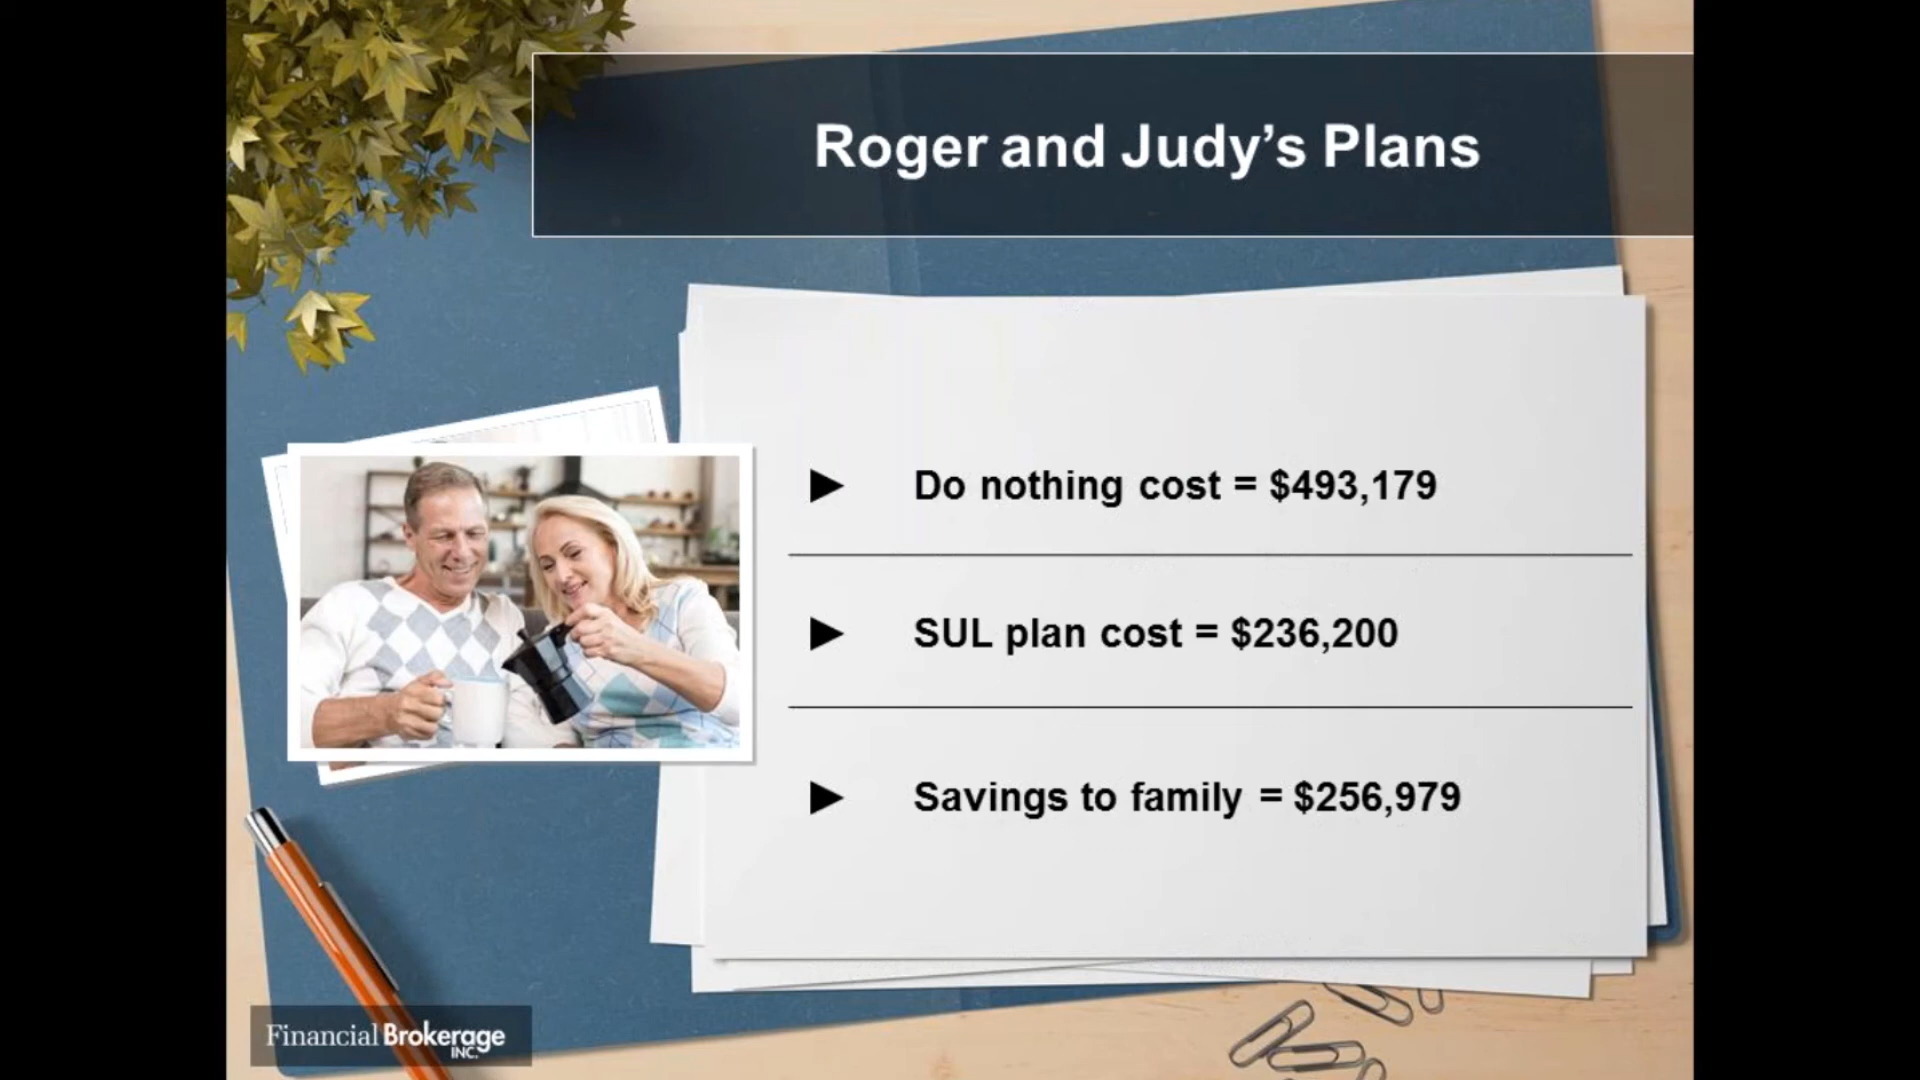 Roger and Judy’s Plans
Do nothing cost = $493,179
SUL plan cost = $236,200
Savings to family = $256,979
Financial Brokerage
INC.